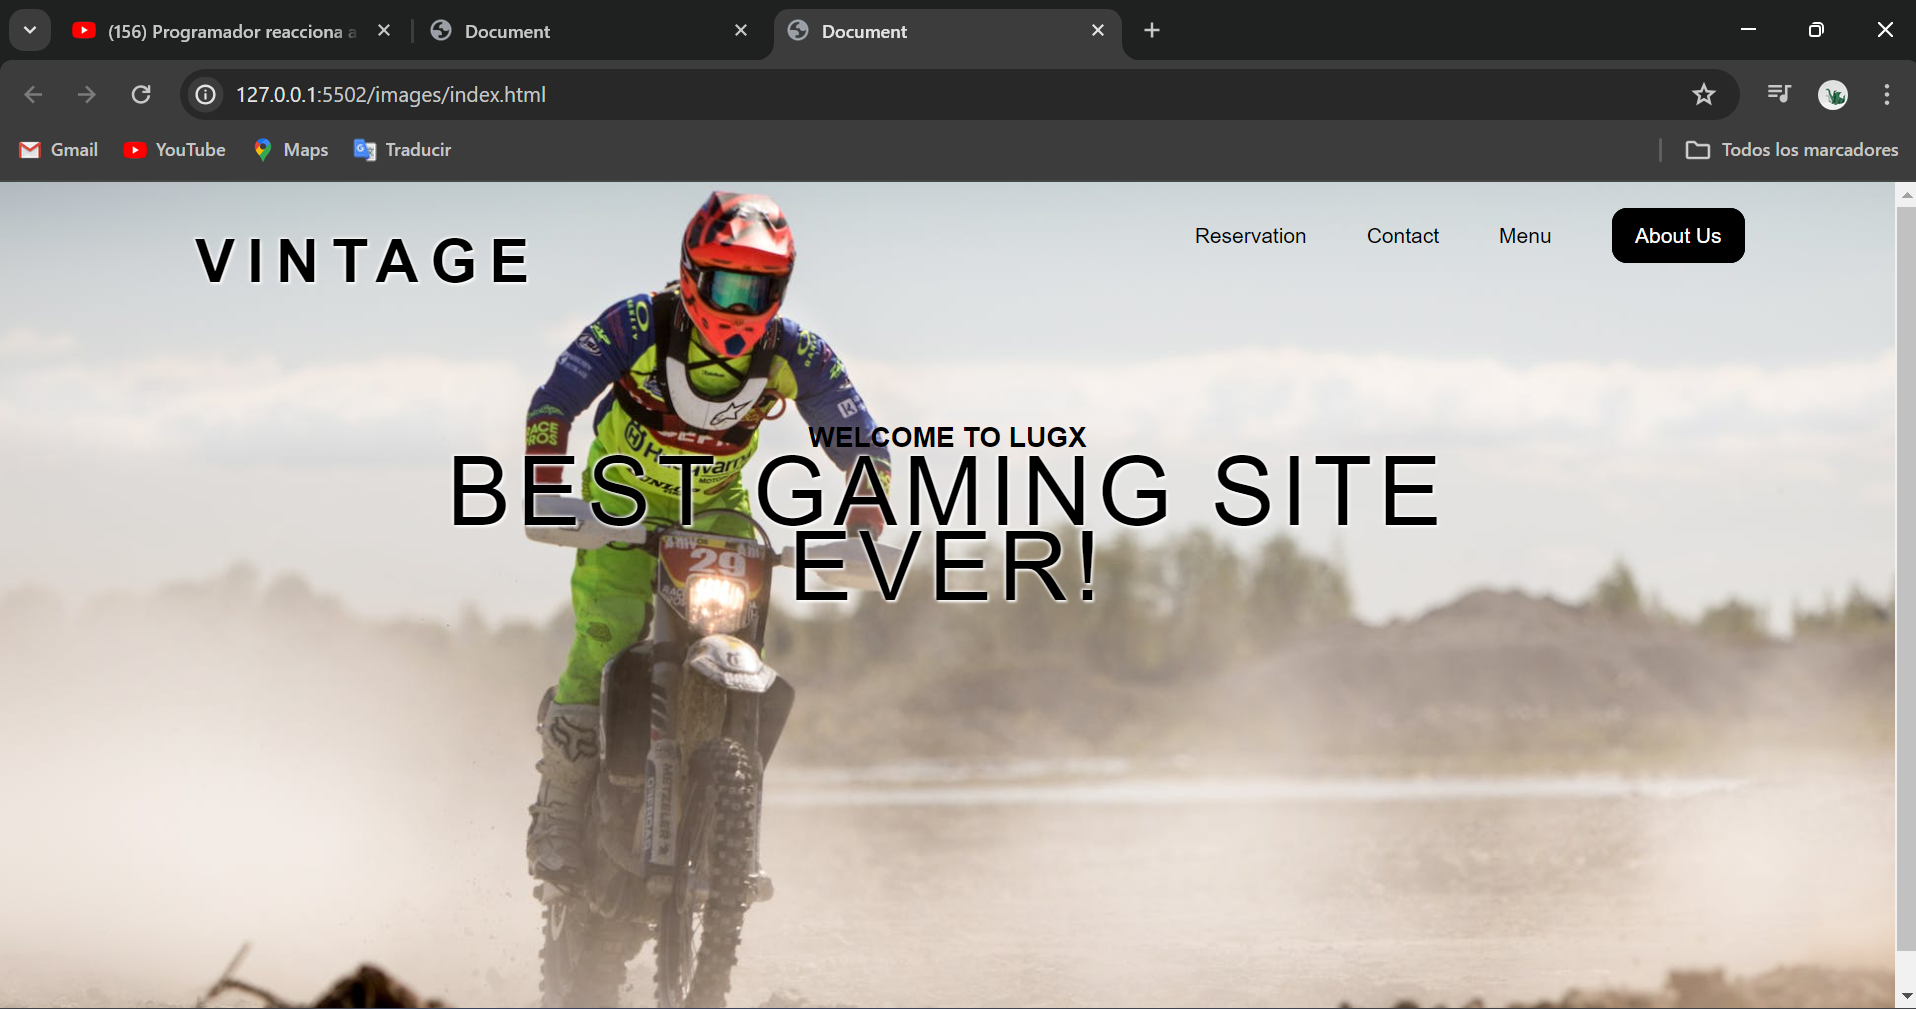 (156) Programador reacciona a
Document
Document
127.0.0.1:5502/images/index.html
Gmail
YouTube
Maps
Traducir
Todos los marcadores
VINTAGE
Reservation
Contact
Menu
About Us
WELCOME TO LUGX
BEST GAMING SITE
EVER!
29